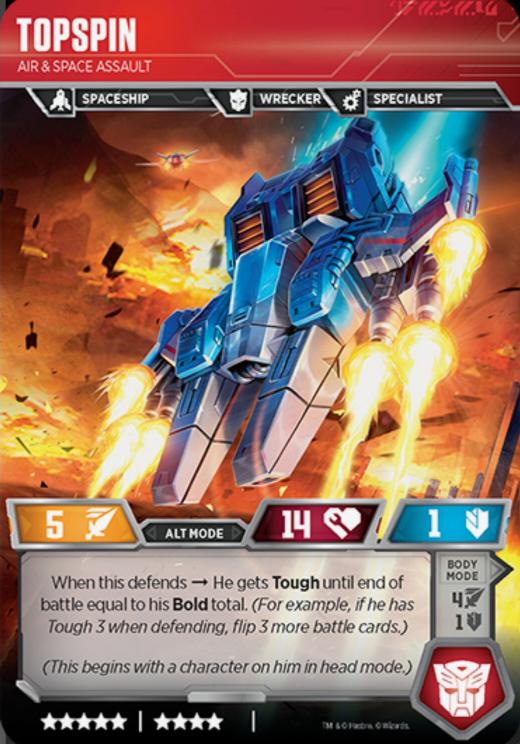 TOPSPIN
AIR & SPACE ASSAULT
SPACESHIP WRECKER SPECIALIST
5 ALT MODE 14 1
When this defends → He gets Tough until end of
battle equal to his Bold total. (For example, if he has
Tough 3 when defending, flip 3 more battle cards.)
(This begins with a character on him in head mode.)
BODY
MODE
4
1
★★★★★ | ★★★★ |
TM & © Hasbro. © Wizards.